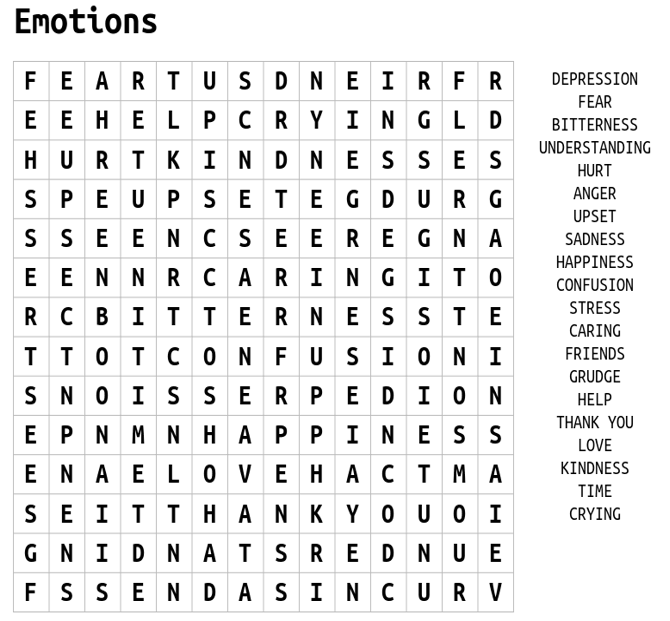 Emotions
F E A R T U S D N E I R F R
E E H E L P C R Y I N G L D
H U R T K I N D N E S S E S
S P E U P S E T E G D U R G
S S E E N C S E E R E G N A
E E N N R C A R I N G I T O
R C B I T T E R N E S S T E
T T O T C O N F U S I O N I
S N O I S S E R P E D I O N
E P N M N H A P P I N E S S
E N A E L O V E H A C T M A
S E I T T H A N K Y O U O I
G N I D N A T S R E D N U E
F S S E N D A S I N C U R V
DEPRESSION
FEAR
BITTERNESS
UNDERSTANDING
HURT
ANGER
UPSET
SADNESS
HAPPINESS
CONFUSION
STRESS
CARING
FRIENDS
GRUDGE
HELP
THANK YOU
LOVE
KINDNESS
TIME
CRYING